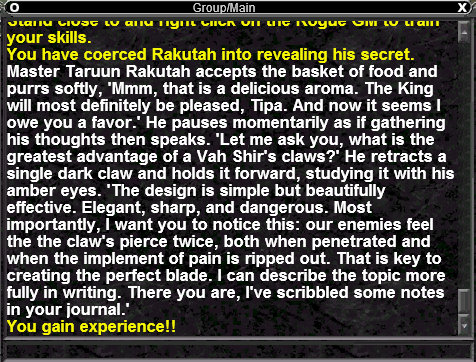 O Group/Main X
Stand close to and right click on the Rogue GM to train
your skills.
You have coerced Rakutah into revealing his secret.
Master Taruun Rakutah accepts the basket of food and
purrs softly, 'Mmm, that is a delicious aroma. The King
will most definitely be pleased, Tipa. And now it seems I
owe you a favor.' He pauses momentarily as if gathering
his thoughts then speaks. 'Let me ask you, what is the
greatest advantage of a Vah Shir's claws?' He retracts a
single dark claw and holds it forward, studying it with his
amber eyes. 'The design is simple but beautifully
effective. Elegant, sharp, and dangerous. Most
importantly, I want you to notice this: our enemies feel
the the claw's pierce twice, both when penetrated and
when the implement of pain is ripped out. That is key to
creating the perfect blade. I can describe the topic more
fully in writing. There you are, I've scribbled some notes
in your journal.'
You gain experience!!